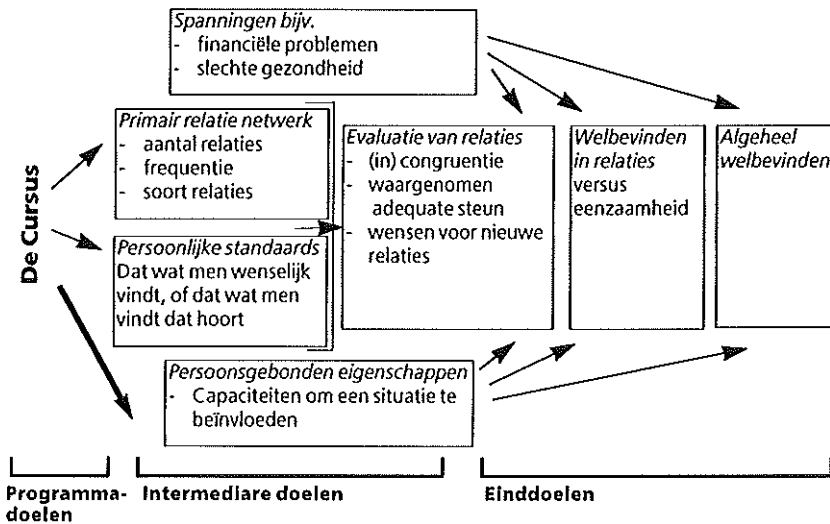 Spanningen bijv.
- financiële problemen
- slechte gezondheid
Primair relatie netwerk
- aantal relaties
- frequentie
- soort relaties
Evaluatie van relaties
- (in) congruentie
- waargenomen
adequate steun
- wensen voor nieuwe
relaties
Welbevinden
in relaties
versus
eenzaamheid
Algeheel
welbevinden
De Cursus
Persoonlijke standaards
Dat wat men wenselijk
vindt, of dat wat men
vindt dat hoort
Persoonsgebonden eigenschappen
- Capaciteiten om een situatie te
beïnvloeden
Programma-
doelen
Intermediare doelen
Einddoelen